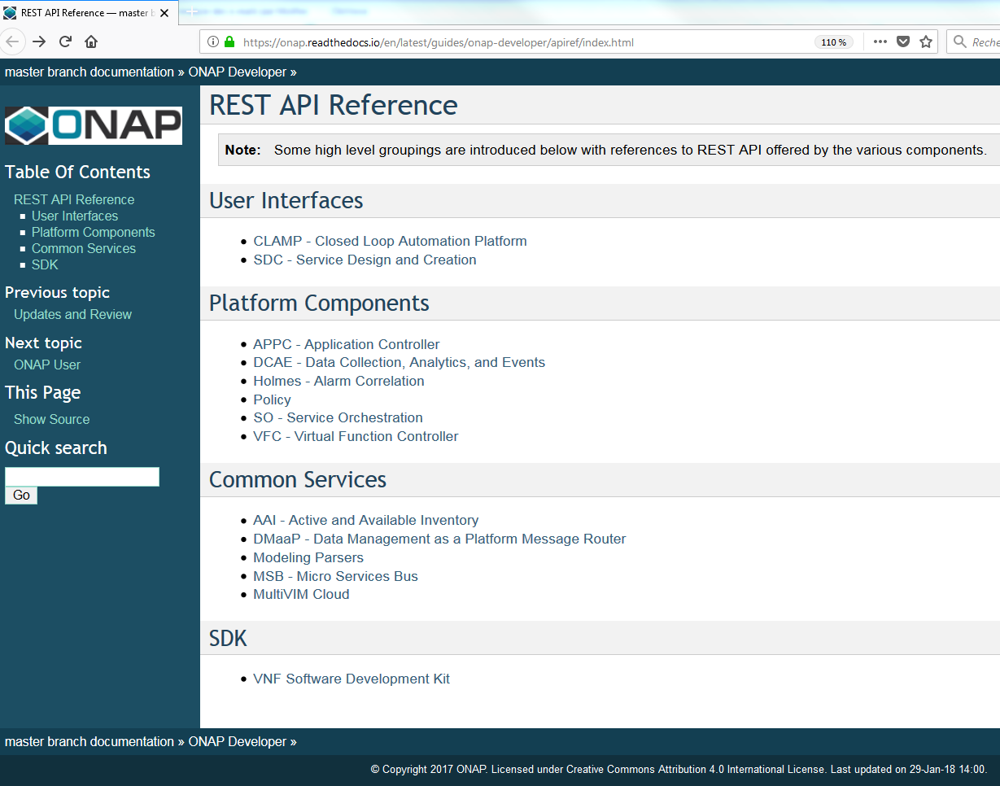 REST API Reference — master b
https://onap.readthedocs.io/en/latest/guides/onap-developer/apiref/index.html
110 %
Reche
master branch documentation » ONAP Developer »
ONAP
Table Of Contents
REST API Reference
User Interfaces
Platform Components
Common Services
SDK
Previous topic
Updates and Review
Next topic
ONAP User
This Page
Show Source
Quick search
Go
REST API Reference
Note: Some high level groupings are introduced below with references to REST API offered by the various components.
User Interfaces
CLAMP - Closed Loop Automation Platform
SDC - Service Design and Creation
Platform Components
APPC - Application Controller
DCAE - Data Collection, Analytics, and Events
Holmes - Alarm Correlation
Policy
SO - Service Orchestration
VFC - Virtual Function Controller
Common Services
AAI - Active and Available Inventory
DMaaP - Data Management as a Platform Message Router
Modeling Parsers
MSB - Micro Services Bus
MultiVIM Cloud
SDK
VNF Software Development Kit
master branch documentation » ONAP Developer »
© Copyright 2017 ONAP. Licensed under Creative Commons Attribution 4.0 International License. Last updated on 29-Jan-18 14:00.